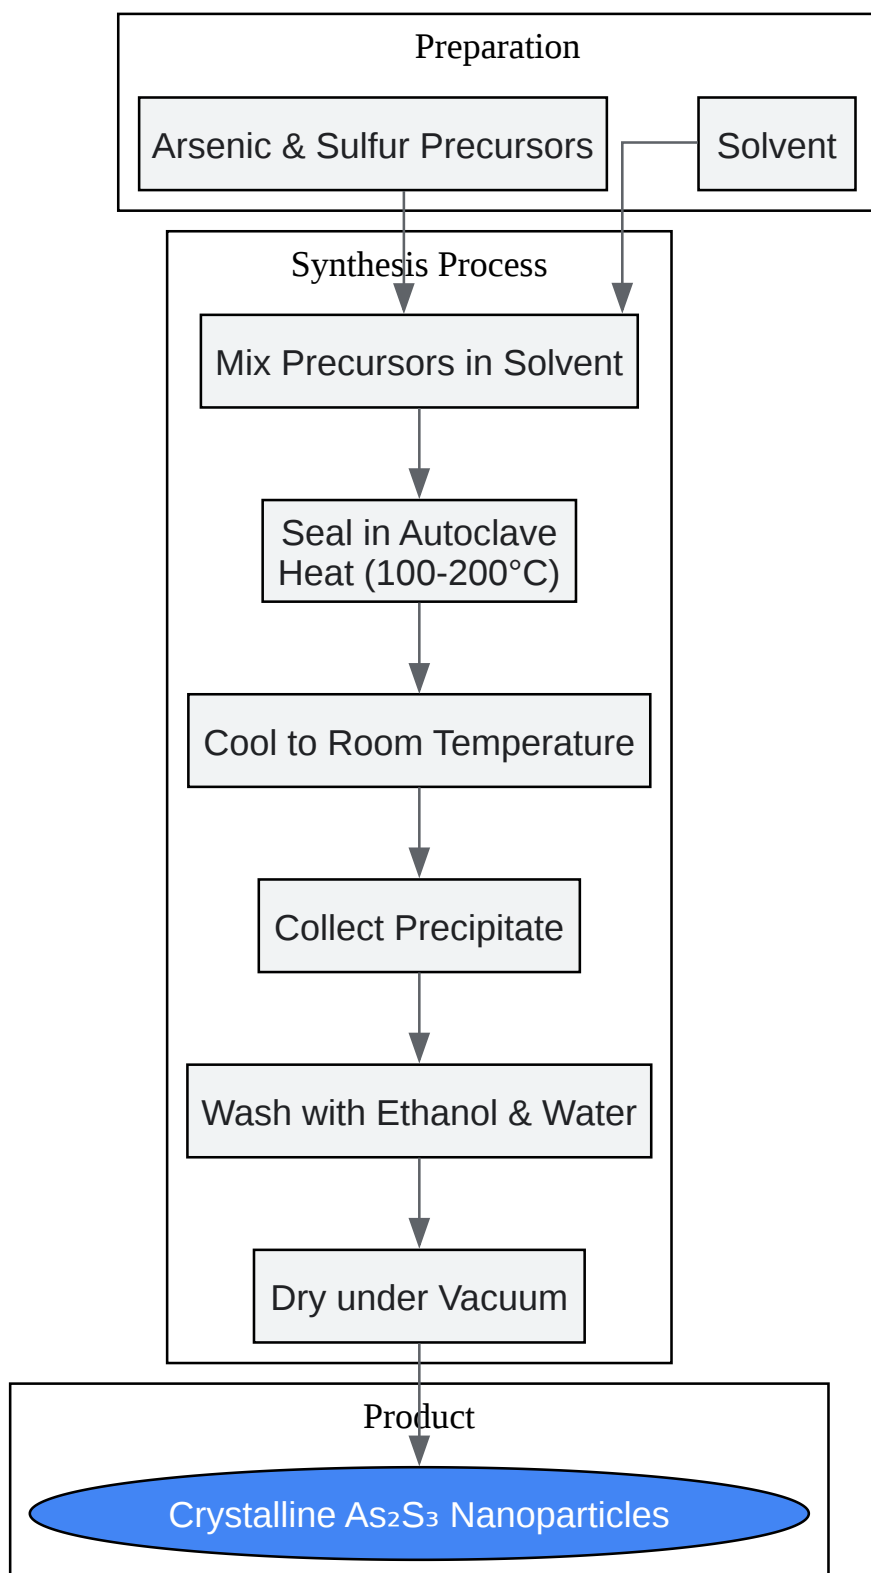 Preparation
Arsenic & Sulfur Precursors
Solvent
Synthesis Process
Mix Precursors in Solvent
Seal in Autoclave
Heat (100-200°C)
Cool to Room Temperature
Collect Precipitate
Wash with Ethanol & Water
Dry under Vacuum
Product
Crystalline As₂S₃ Nanoparticles